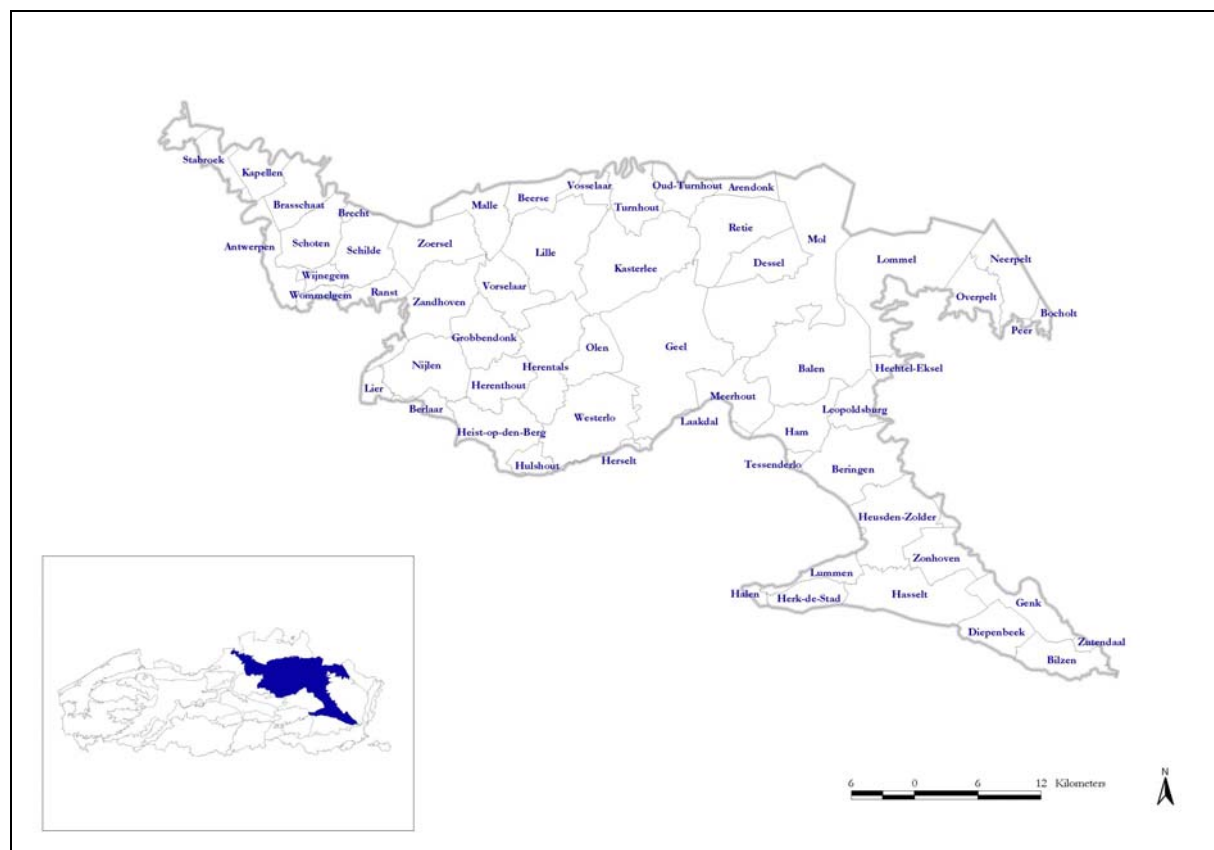 Stabroek
Kapellen
Brasschaat
Brecht
Antwerpen
Schoten
Schilde
Wijnegem
Wommelgem
Ranst
Malle
Zoersel
Beerse
Vosselaar
Turnhout
Oud-Turnhout
Arendonk
Retie
Mol
Dessel
Lille
Kasterlee
Lommel
Neerpelt
Overpelt
Bocholt
Peer
Zandhoven
Vorselaar
Grobbendonk
Olen
Geel
Nijlen
Herentals
Lier
Herenthout
Balen
Hechtel-Eksel
Berlaar
Westerlo
Meerhout
Leopoldsburg
Laakdal
Heist-op-den-Berg
Ham
Hulshout
Herselt
Tessenderlo
Beringen
Heusden-Zolder
Zonhoven
Lummen
Halen
Herk-de-Stad
Hasselt
Genk
Diepenbeek
Zutendaal
Bilzen
6 0 6 12 Kilometers
N